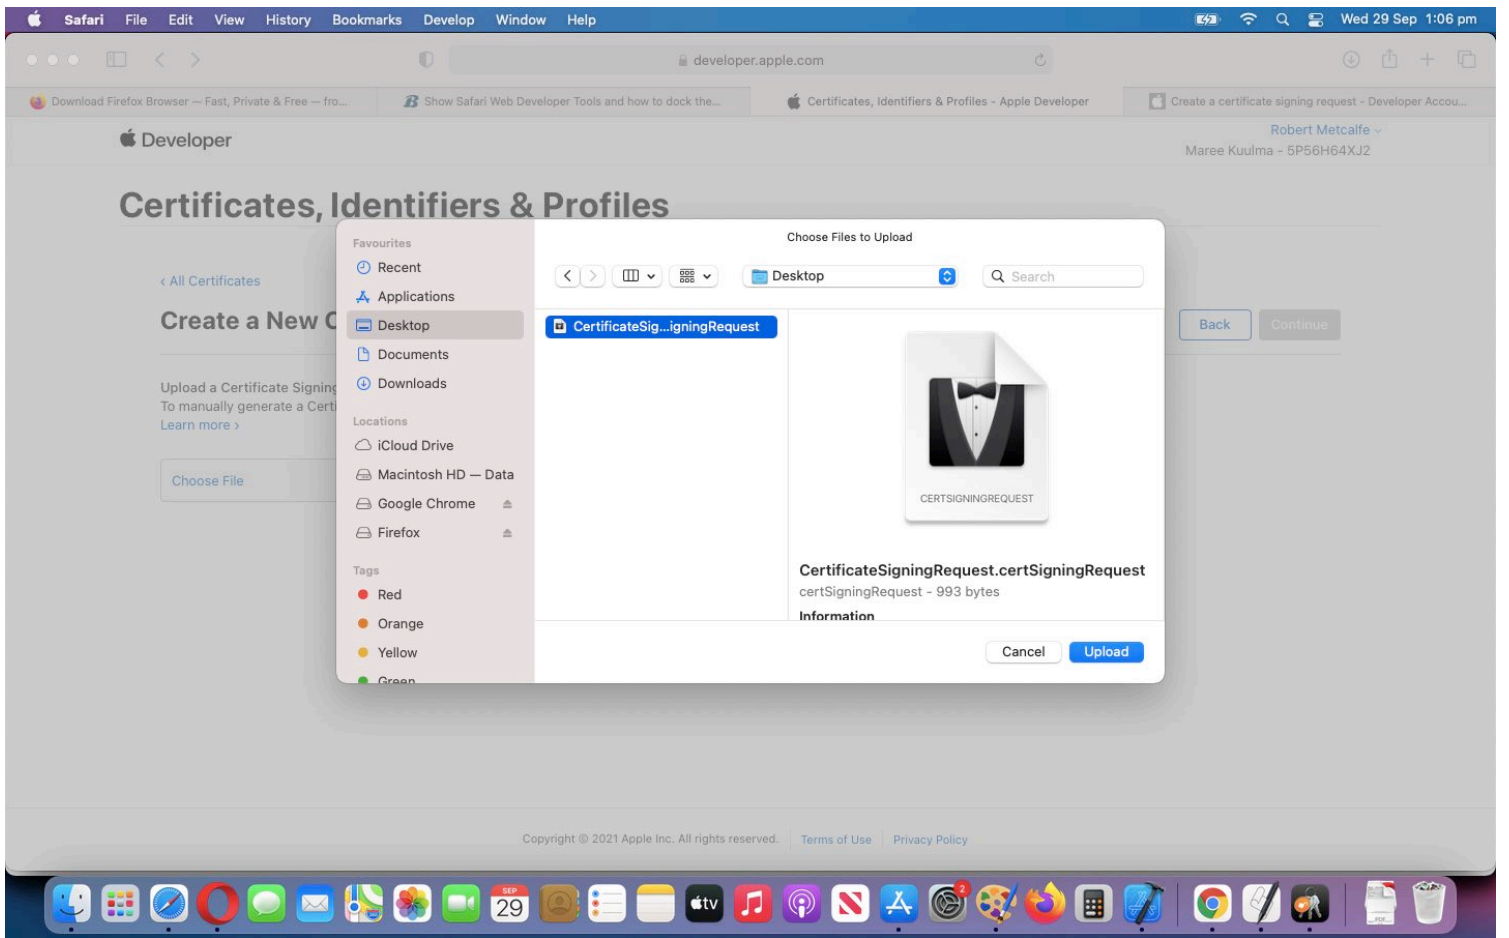 Safari File Edit View History Bookmarks Develop Window Help Wed 29 Sep 1:06 pm
developer.apple.com
Download Firefox Browser — Fast, Private & Free — fro... Show Safari Web Developer Tools and how to dock the... Certificates, Identifiers & Profiles - Apple Developer Create a certificate signing request - Developer Accou...
Developer
Robert Metcalfe
Maree Kuulma - 5P56H64XJ2
Certificates, Identifiers & Profiles
‹ All Certificates
Create a New C
Back Continue
Upload a Certificate Signing
To manually generate a Certi
Learn more ›
Choose File
Choose Files to Upload
Favourites
Recent
Applications
Desktop
Documents
Downloads
Locations
iCloud Drive
Macintosh HD — Data
Google Chrome
Firefox
Tags
Red
Orange
Yellow
Green
Desktop
Search
CertificateSig...igningRequest
CERTSIGNINGREQUEST
CertificateSigningRequest.certSigningRequest
certSigningRequest - 993 bytes
Information
Cancel Upload
Copyright © 2021 Apple Inc. All rights reserved. Terms of Use Privacy Policy
SEP
29
tv
N
2
PDF